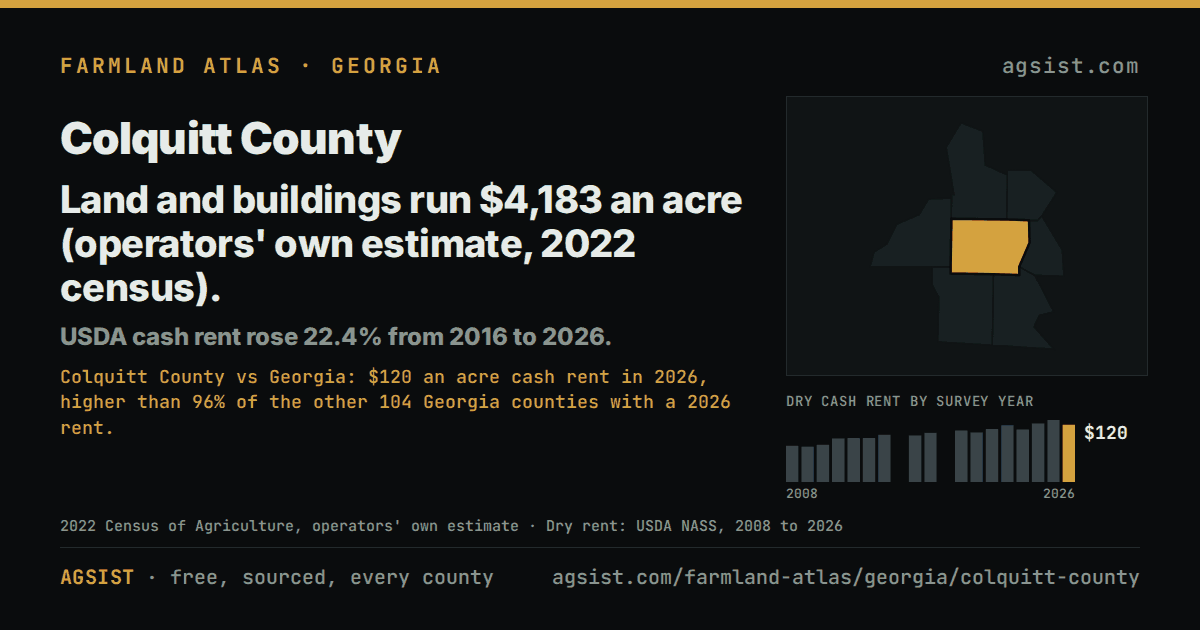 FARMLAND ATLAS · GEORGIA
agsist.com
Colquitt County
Land and buildings run $4,183 an acre
(operators' own estimate, 2022
census).
USDA cash rent rose 22.4% from 2016 to 2026.
Colquitt County vs Georgia: $120 an acre cash rent in 2026,
higher than 96% of the other 104 Georgia counties with a 2026
rent.
DRY CASH RENT BY SURVEY YEAR
$120
2008
2026
2022 Census of Agriculture, operators' own estimate · Dry rent: USDA NASS, 2008 to 2026
AGSIST · free, sourced, every county
agsist.com/farmland-atlas/georgia/colquitt-county